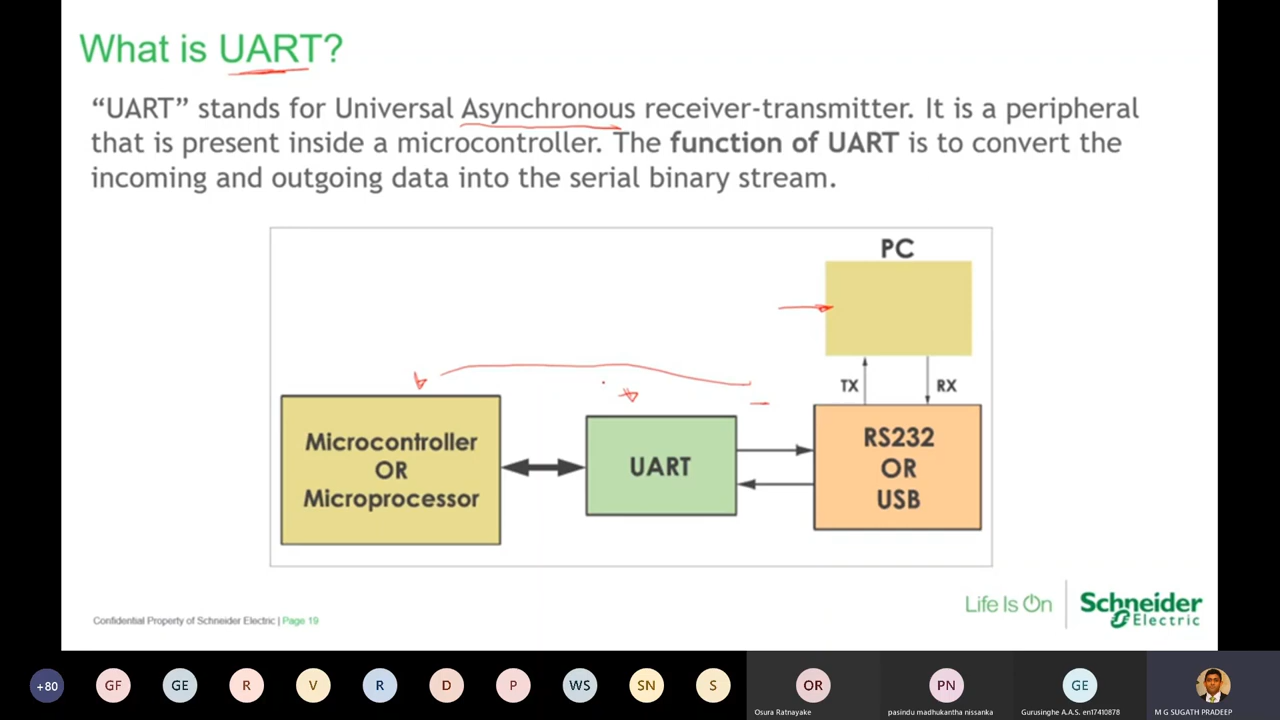 What is UART?
“UART” stands for Universal Asynchronous receiver-transmitter. It is a peripheral
that is present inside a microcontroller. The function of UART is to convert the
incoming and outgoing data into the serial binary stream.
PC
TX
RX
Microcontroller
OR
Microprocessor
UART
RS232
OR
USB
Confidential Property of Schneider Electric | Page 19
Life Is On
Schneider
Electric
+80
GF
GE
R
V
R
D
P
WS
SN
S
OR
PN
GE
Osura Ratnayake
pasindu madhukantha nissanka
Gurusinghe A.A.S. en17410878
M G SUGATH PRADEEP